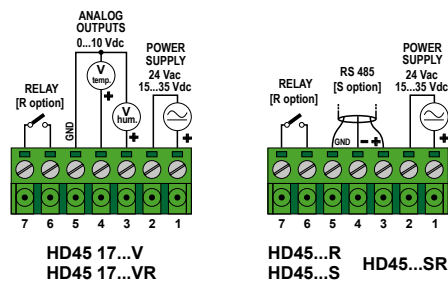 ANALOG
OUTPUTS
0...10 Vdc
POWER
SUPPLY
24 Vac
15...35 Vdc
RELAY
[R option]
V
temp.
V
hum.
+
+
+
GND
7 6 5 4 3 2 1
HD45 17...V
HD45 17...VR
POWER
SUPPLY
24 Vac
15...35 Vdc
RS 485
[S option]
RELAY
[R option]
GND
- +
+
7 6 5 4 3 2 1
HD45...R
HD45...S
HD45...SR